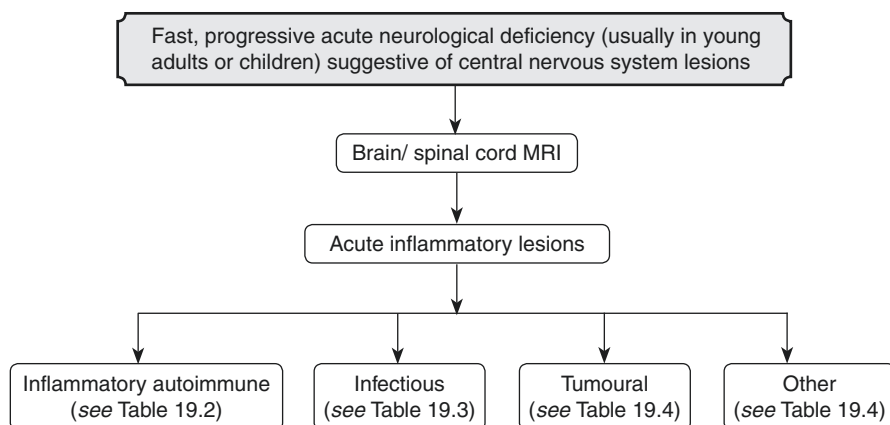 Fast, progressive acute neurological deficiency (usually in young
adults or children) suggestive of central nervous system lesions
Brain/ spinal cord MRI
Acute inflammatory lesions
Inflammatory autoimmune
(see Table 19.2)
Infectious
(see Table 19.3)
Tumoural
(see Table 19.4)
Other
(see Table 19.4)